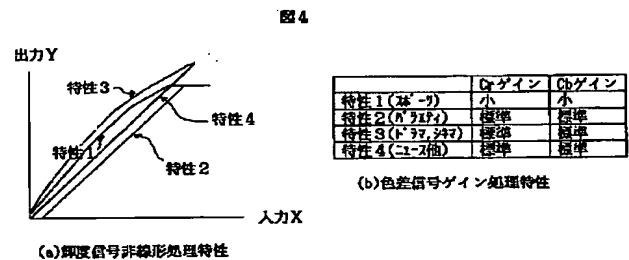 図4
出力Y
特性3
特性4
特性1
特性2
入力X
(a)輝度信号非線形処理特性
Crゲイン Cbゲイン
特性1(スポーツ) 小 小
特性2(バラエティ) 標準 標準
特性3(ドラマ,シネマ) 標準 標準
特性4(ニュース他) 標準 標準
(b)色差信号ゲイン処理特性